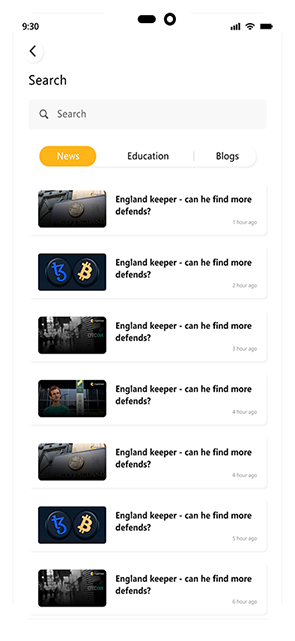 9:30
Search
Search
News
Education
Blogs
England keeper - can he find more
defends?
1 hour ago
England keeper - can he find more
defends?
2 hour ago
OTC
England keeper - can he find more
defends?
3 hour ago
England keeper - can he find more
defends?
4 hour ago
England keeper - can he find more
defends?
4 hour ago
England keeper - can he find more
defends?
5 hour ago
OTC
England keeper - can he find more
defends?
6 hour ago